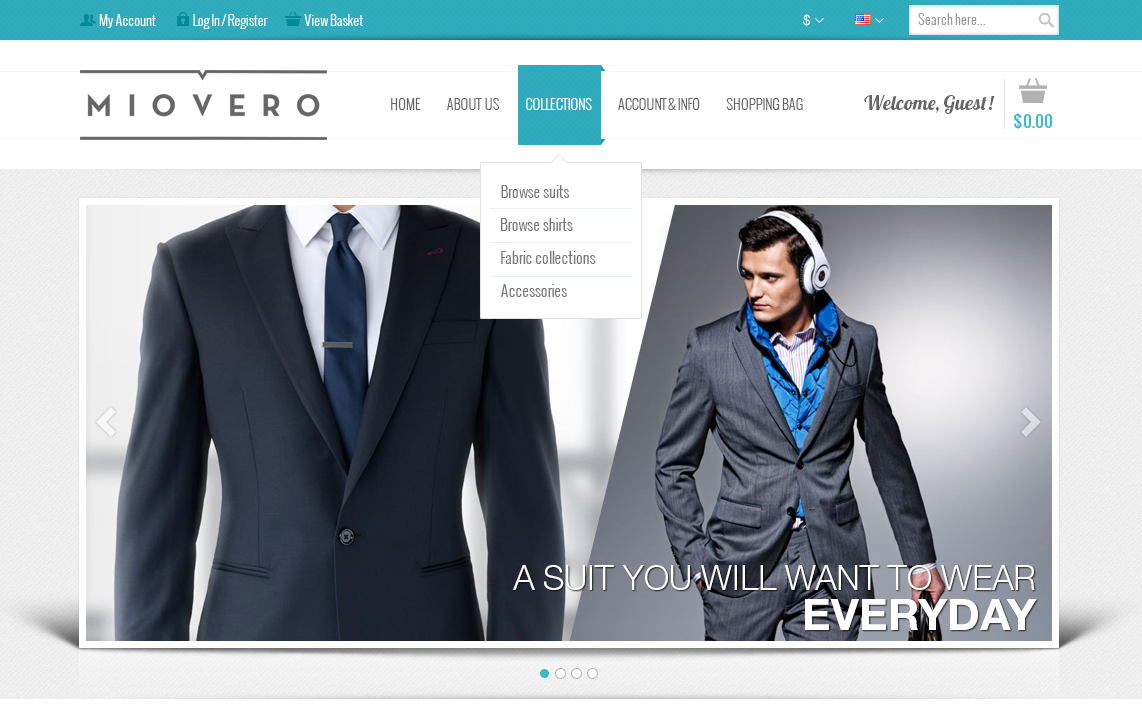 My Account Log In / Register View Basket $ Search here...
MIOVERO
HOME ABOUT US COLLECTIONS ACCOUNT & INFO SHOPPING BAG
Welcome, Guest!
$0.00
Browse suits
Browse shirts
Fabric collections
Accessories
A SUIT YOU WILL WANT TO WEAR
EVERYDAY